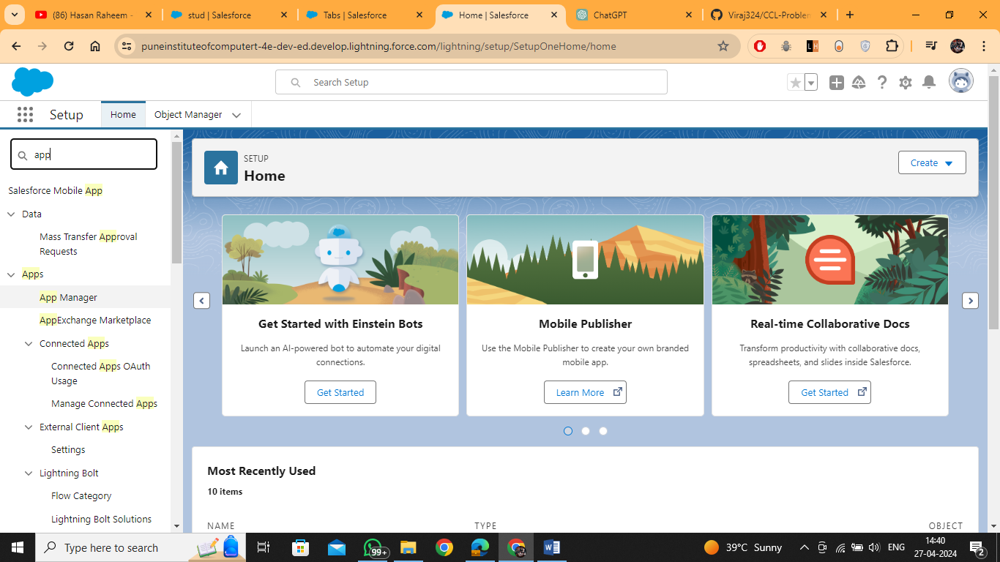 (86) Hasan Raheem -
stud | Salesforce
Tabs | Salesforce
Home | Salesforce
ChatGPT
Viraj324/CCL-Problem
puneinstituteofcomputert-4e-dev-ed.develop.lightning.force.com/lightning/setup/SetupOneHome/home
LH
Search Setup
Setup
Home
Object Manager
app
Salesforce Mobile App
Data
Mass Transfer Approval
Requests
Apps
App Manager
AppExchange Marketplace
Connected Apps
Connected Apps OAuth
Usage
Manage Connected Apps
External Client Apps
Settings
Lightning Bolt
Flow Category
Lightning Bolt Solutions
SETUP
Home
Create
Get Started with Einstein Bots
Launch an AI-powered bot to automate your digital
connections.
Get Started
Mobile Publisher
Use the Mobile Publisher to create your own branded
mobile app.
Learn More
Real-time Collaborative Docs
Transform productivity with collaborative docs,
spreadsheets, and slides inside Salesforce.
Get Started
Most Recently Used
10 items
NAME
TYPE
OBJECT
Type here to search
99+
39°C Sunny
ENG
14:40
27-04-2024
2